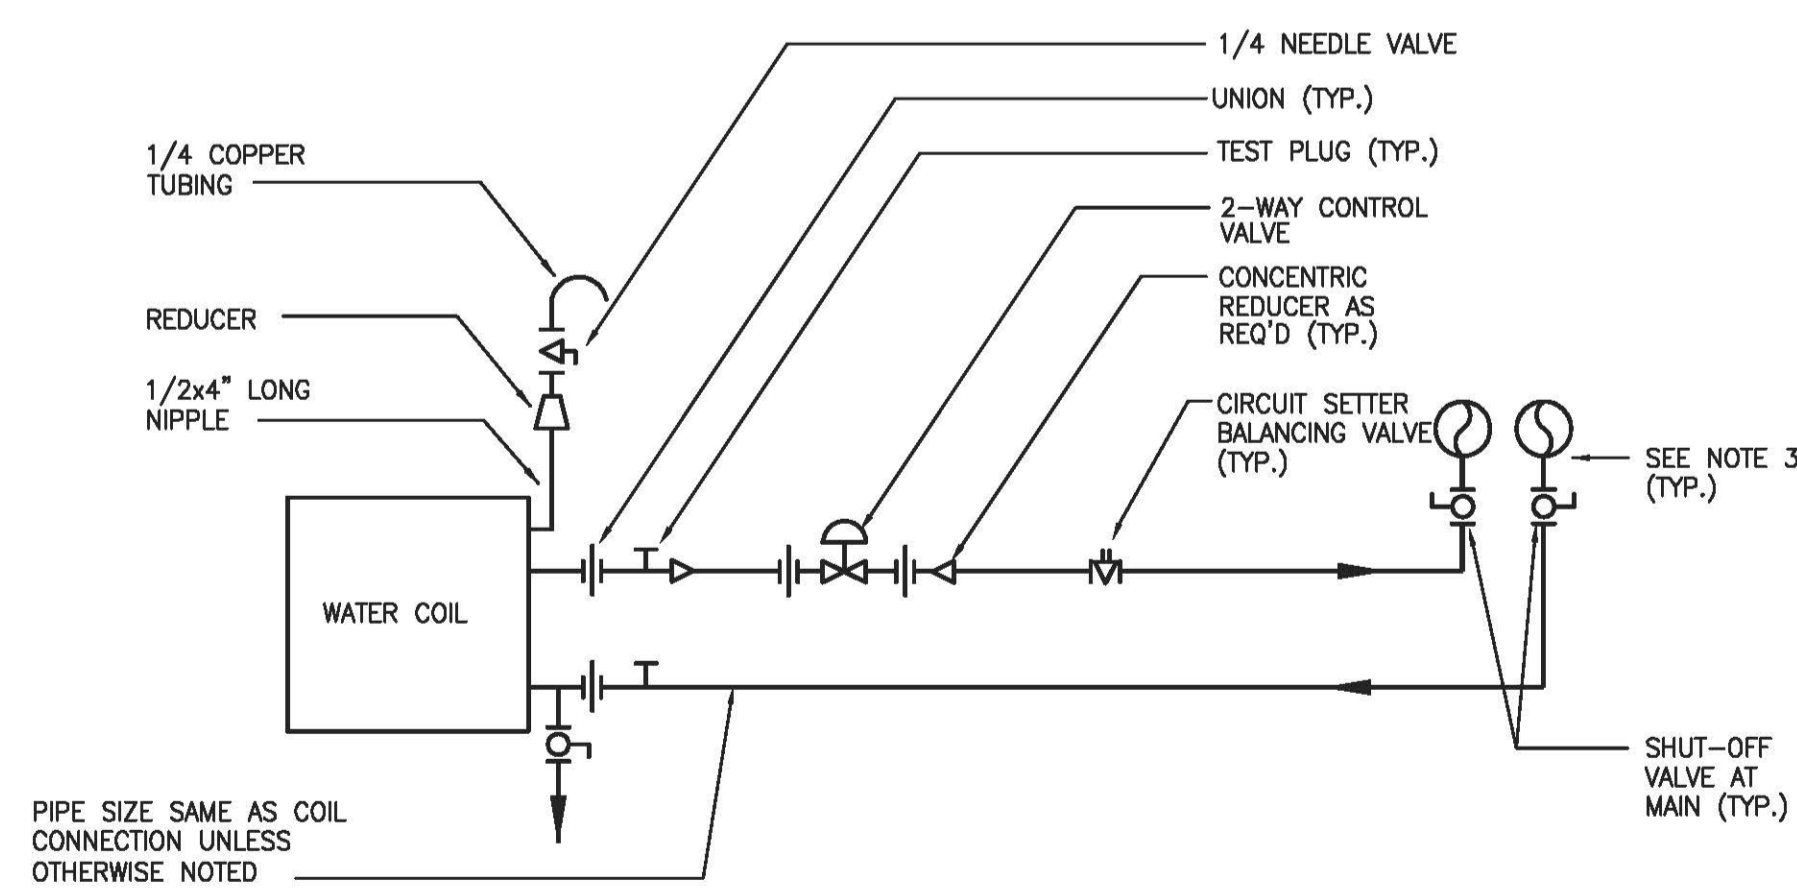 1/4 NEEDLE VALVE
UNION (TYP.)
TEST PLUG (TYP.)
1/4 COPPER
TUBING
2-WAY CONTROL
VALVE
CONCENTRIC
REDUCER AS
REQ'D (TYP.)
REDUCER
1/2x4" LONG
NIPPLE
CIRCUIT SETTER
BALANCING VALVE
(TYP.)
SEE NOTE 3
(TYP.)
WATER COIL
SHUT-OFF
VALVE AT
MAIN (TYP.)
PIPE SIZE SAME AS COIL
CONNECTION UNLESS
OTHERWISE NOTED